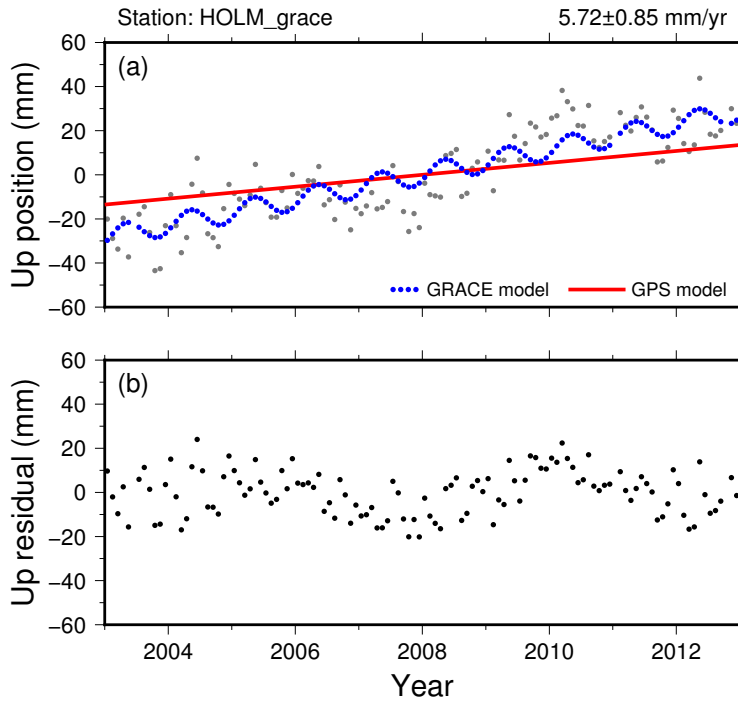 Station: HOLM_grace 5.72±0.85 mm/yr
(a)
Up position (mm)
60
40
20
0
−20
−40
−60
GRACE model GPS model
(b)
Up residual (mm)
60
40
20
0
−20
−40
−60
2004 2006 2008 2010 2012
Year